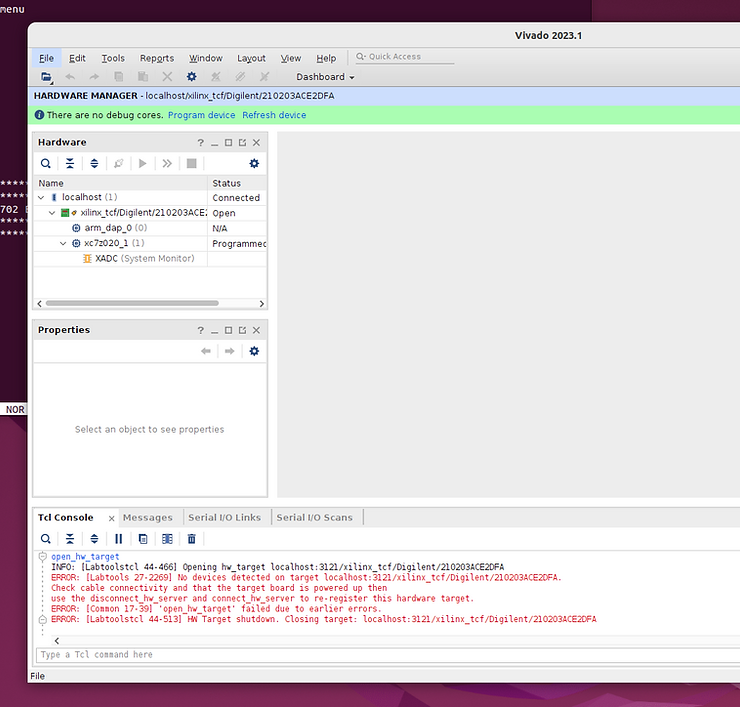 menu
Vivado 2023.1
File Edit Tools Reports Window Layout View Help Quick Access
Dashboard
HARDWARE MANAGER - localhost/xilinx_tcf/Digilent/210203ACE2DFA
There are no debug cores. Program device Refresh device
Hardware
Name Status
localhost (1) Connected
xilinx_tcf/Digilent/210203ACE2 Open
arm_dap_0 (0) N/A
xc7z020_1 (1) Programmed
XADC (System Monitor)
*****
*****
702
*****
*****
Properties
Select an object to see properties
NOR
Tcl Console Messages Serial I/O Links Serial I/O Scans
open_hw_target
INFO: [Labtoolstcl 44-466] Opening hw_target localhost:3121/xilinx_tcf/Digilent/210203ACE2DFA
ERROR: [Labtools 27-2269] No devices detected on target localhost:3121/xilinx_tcf/Digilent/210203ACE2DFA.
Check cable connectivity and that the target board is powered up then
use the disconnect_hw_server and connect_hw_server to re-register this hardware target.
ERROR: [Common 17-39] 'open_hw_target' failed due to earlier errors.
ERROR: [Labtoolstcl 44-513] HW Target shutdown. Closing target: localhost:3121/xilinx_tcf/Digilent/210203ACE2DFA
Type a Tcl command here
File